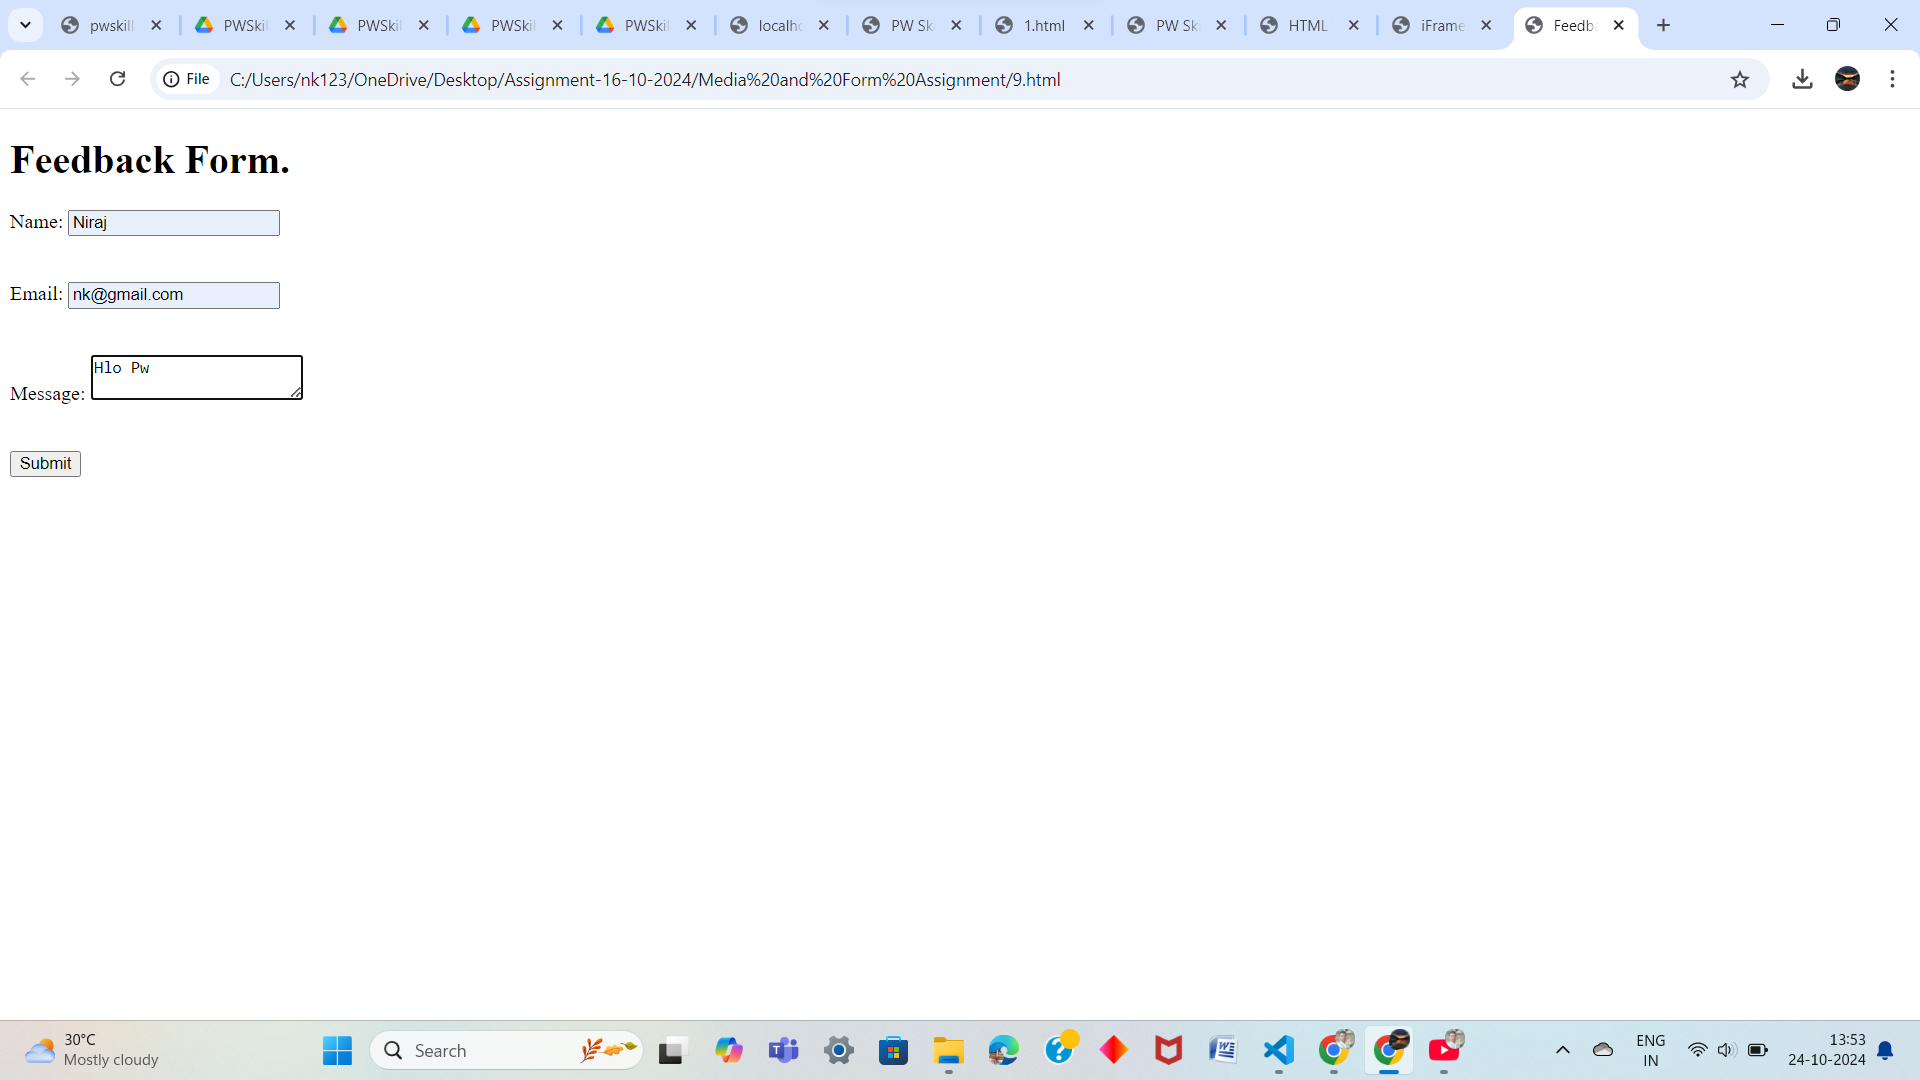 pwskill
PWSkil
PWSkil
PWSkil
PWSkil
localho
PW Sk
1.html
PW Sk
HTML
iFrame
Feedba
File
C:/Users/nk123/OneDrive/Desktop/Assignment-16-10-2024/Media%20and%20Form%20Assignment/9.html
Feedback Form.
Name: Niraj
Email: nk@gmail.com
Message: Hlo Pw
Submit
30°C
Mostly cloudy
Search
ENG
IN
13:53
24-10-2024